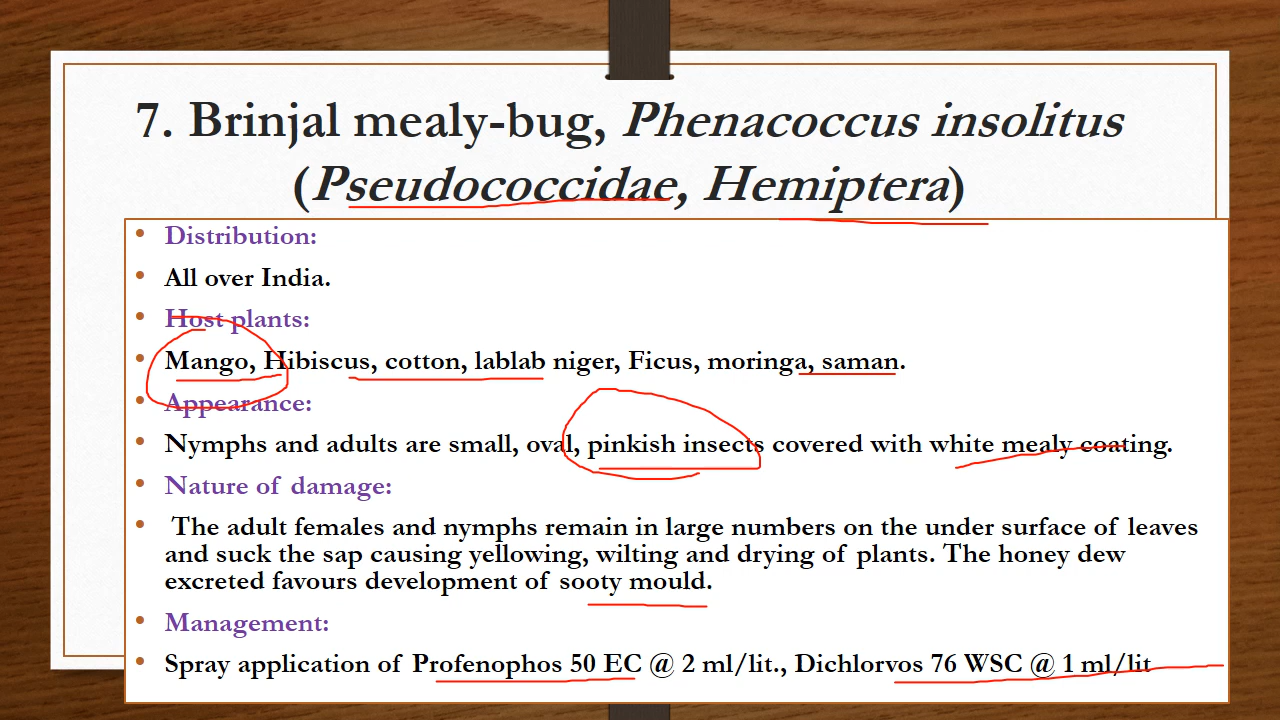 7. Brinjal mealy-bug, Phenacoccus insolitus
(Pseudococcidae, Hemiptera)
• Distribution:
• All over India.
• Host plants:
• Mango, Hibiscus, cotton, lablab niger, Ficus, moringa, saman.
• Appearance:
• Nymphs and adults are small, oval, pinkish insects covered with white mealy coating.
• Nature of damage:
• The adult females and nymphs remain in large numbers on the under surface of leaves
and suck the sap causing yellowing, wilting and drying of plants. The honey dew
excreted favours development of sooty mould.
• Management:
• Spray application of Profenophos 50 EC @ 2 ml/lit., Dichlorvos 76 WSC @ 1 ml/lit